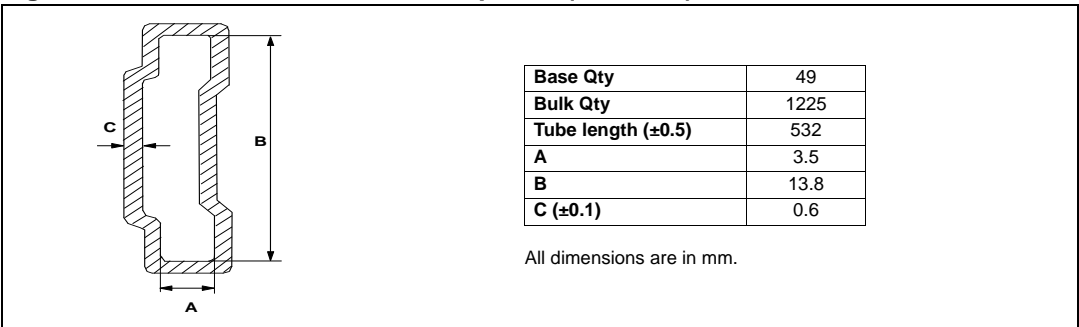 C
B
A
Base Qty 49
Bulk Qty 1225
Tube length (±0.5) 532
A 3.5
B 13.8
C (±0.1) 0.6
All dimensions are in mm.